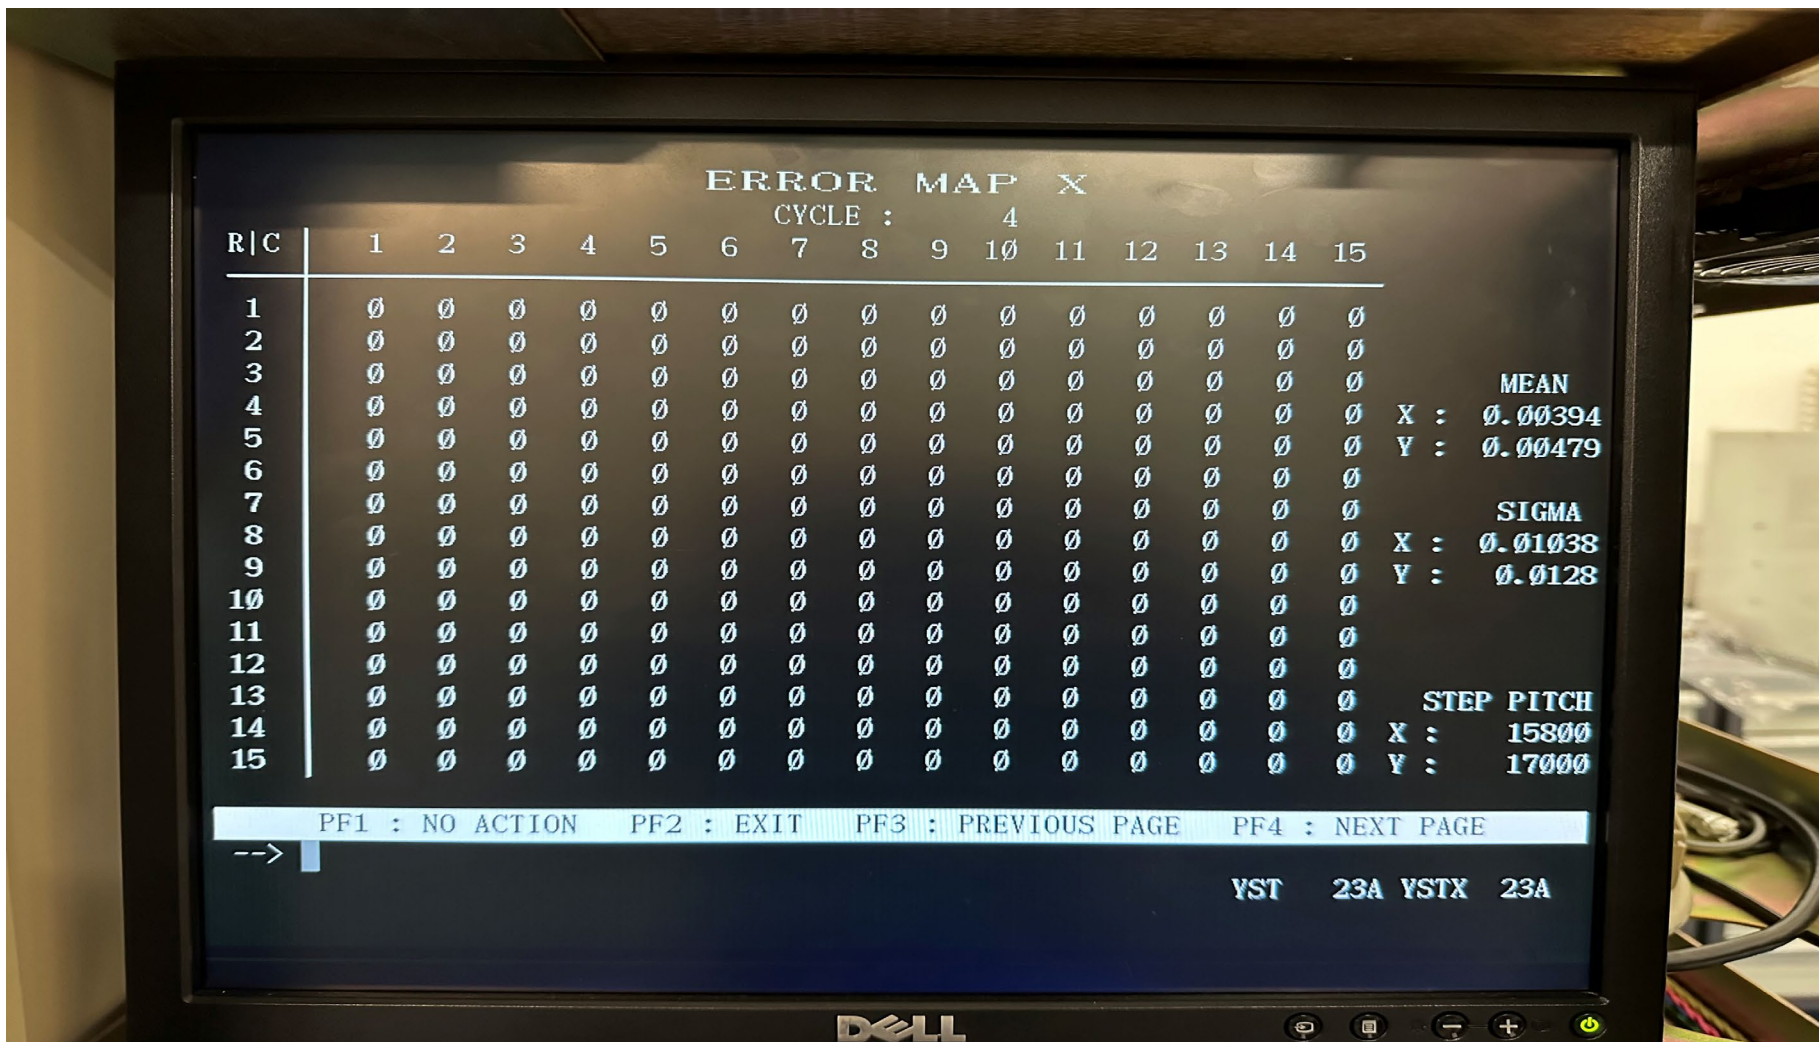 ERROR MAP X
CYCLE : 4
R|C 1 2 3 4 5 6 7 8 9 10 11 12 13 14 15
1 0 0 0 0 0 0 0 0 0 0 0 0 0 0 0
2 0 0 0 0 0 0 0 0 0 0 0 0 0 0 0
3 0 0 0 0 0 0 0 0 0 0 0 0 0 0 0 MEAN
4 0 0 0 0 0 0 0 0 0 0 0 0 0 0 0 X : 0.00394
5 0 0 0 0 0 0 0 0 0 0 0 0 0 0 0 Y : 0.00479
6 0 0 0 0 0 0 0 0 0 0 0 0 0 0 0
7 0 0 0 0 0 0 0 0 0 0 0 0 0 0 0 SIGMA
8 0 0 0 0 0 0 0 0 0 0 0 0 0 0 0 X : 0.01038
9 0 0 0 0 0 0 0 0 0 0 0 0 0 0 0 Y : 0.0128
10 0 0 0 0 0 0 0 0 0 0 0 0 0 0 0
11 0 0 0 0 0 0 0 0 0 0 0 0 0 0 0
12 0 0 0 0 0 0 0 0 0 0 0 0 0 0 0
13 0 0 0 0 0 0 0 0 0 0 0 0 0 0 0 STEP PITCH
14 0 0 0 0 0 0 0 0 0 0 0 0 0 0 0 X : 15800
15 0 0 0 0 0 0 0 0 0 0 0 0 0 0 0 Y : 17000
PF1 : NO ACTION PF2 : EXIT PF3 : PREVIOUS PAGE PF4 : NEXT PAGE
-->
YST 23A YSTX 23A
DELL